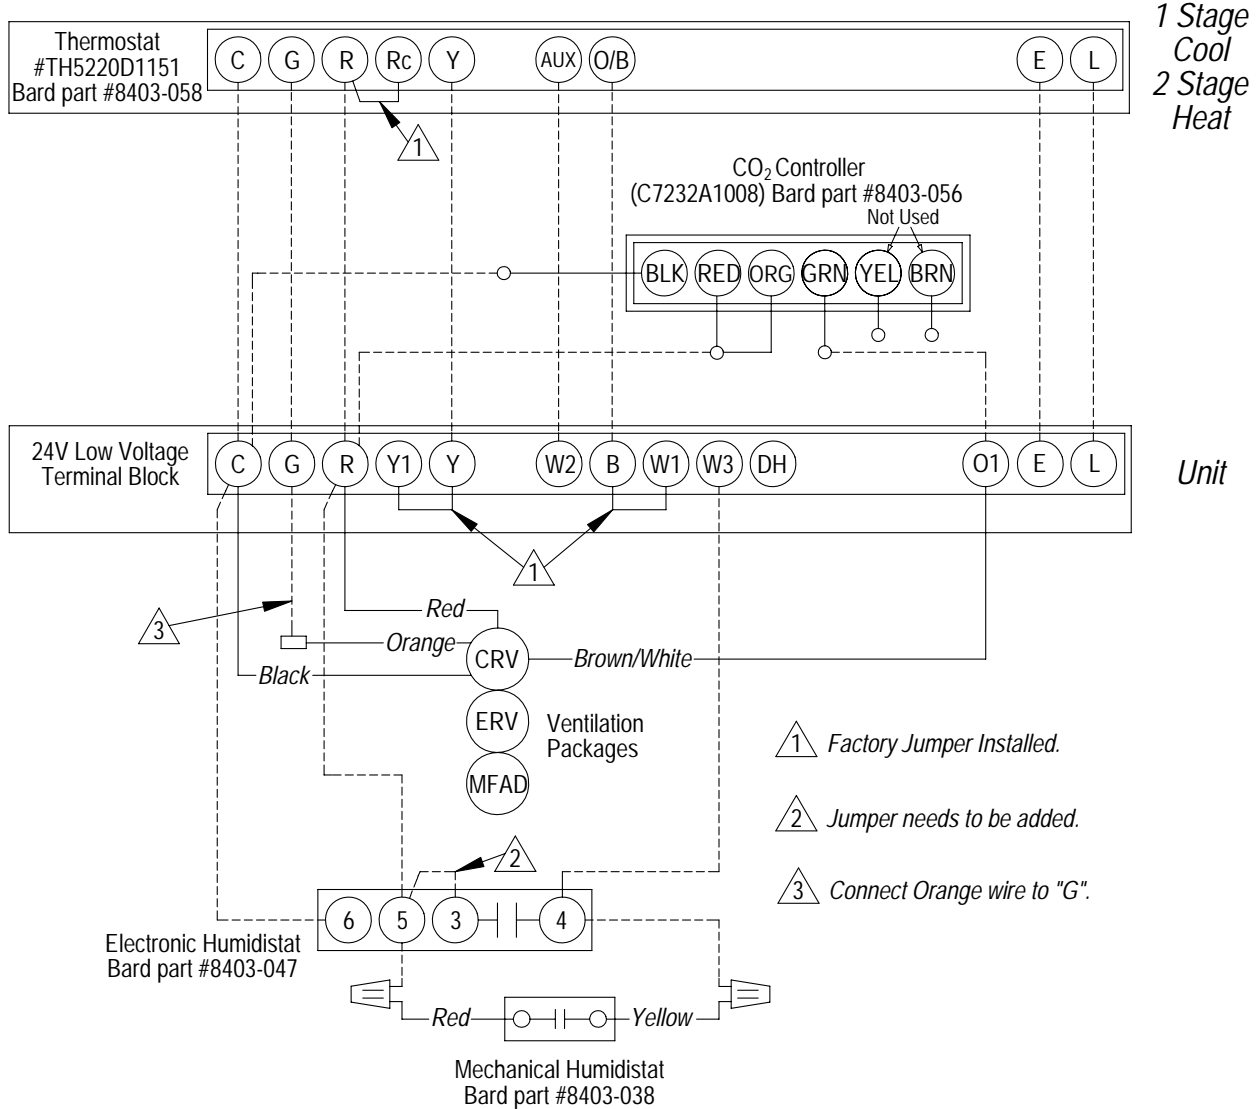 1 Stage
Cool
2 Stage
Heat
Thermostat
#TH5220D1151
Bard part #8403-058
C G R Rc Y AUX O/B E L
1
CO2 Controller
(C7232A1008) Bard part #8403-056
Not Used
BLK RED ORG GRN YEL BRN
24V Low Voltage
Terminal Block
C G R Y1 Y W2 B W1 W3 DH O1 E L
Unit
1
3
Red
Orange
Black
CRV
Brown/White
ERV
MFAD
Ventilation
Packages
1 Factory Jumper Installed.
2 Jumper needs to be added.
3 Connect Orange wire to "G".
2
6 5 3 4
Electronic Humidistat
Bard part #8403-047
Red
Yellow
Mechanical Humidistat
Bard part #8403-038